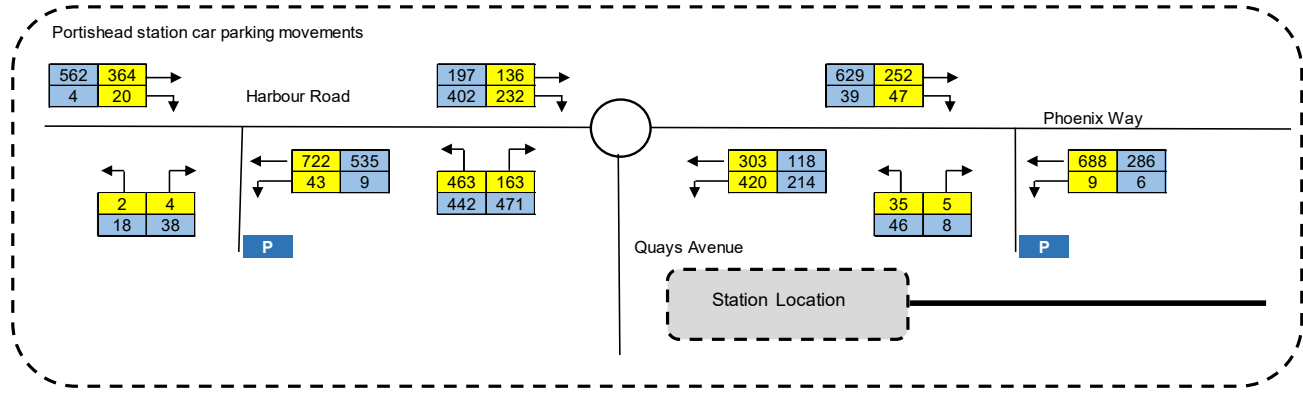 Portishead station car parking movements
562 364
4 20
Harbour Road
197 136
402 232
629 252
39 47
Phoenix Way
722 535
43 9
2 4
18 38
463 163
442 471
303 118
420 214
35 5
46 8
688 286
9 6
P
Quays Avenue
P
Station Location